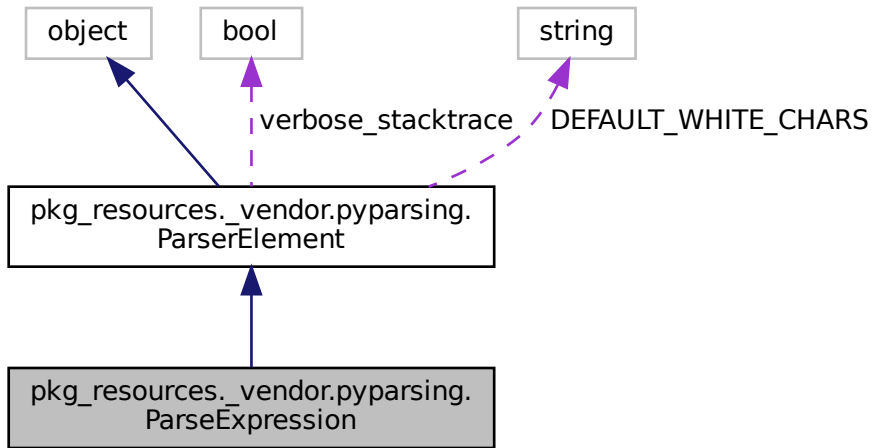 object
bool
string
verbose_stacktrace
DEFAULT_WHITE_CHARS
pkg_resources._vendor.pyparsing.
ParserElement
pkg_resources._vendor.pyparsing.
ParseExpression